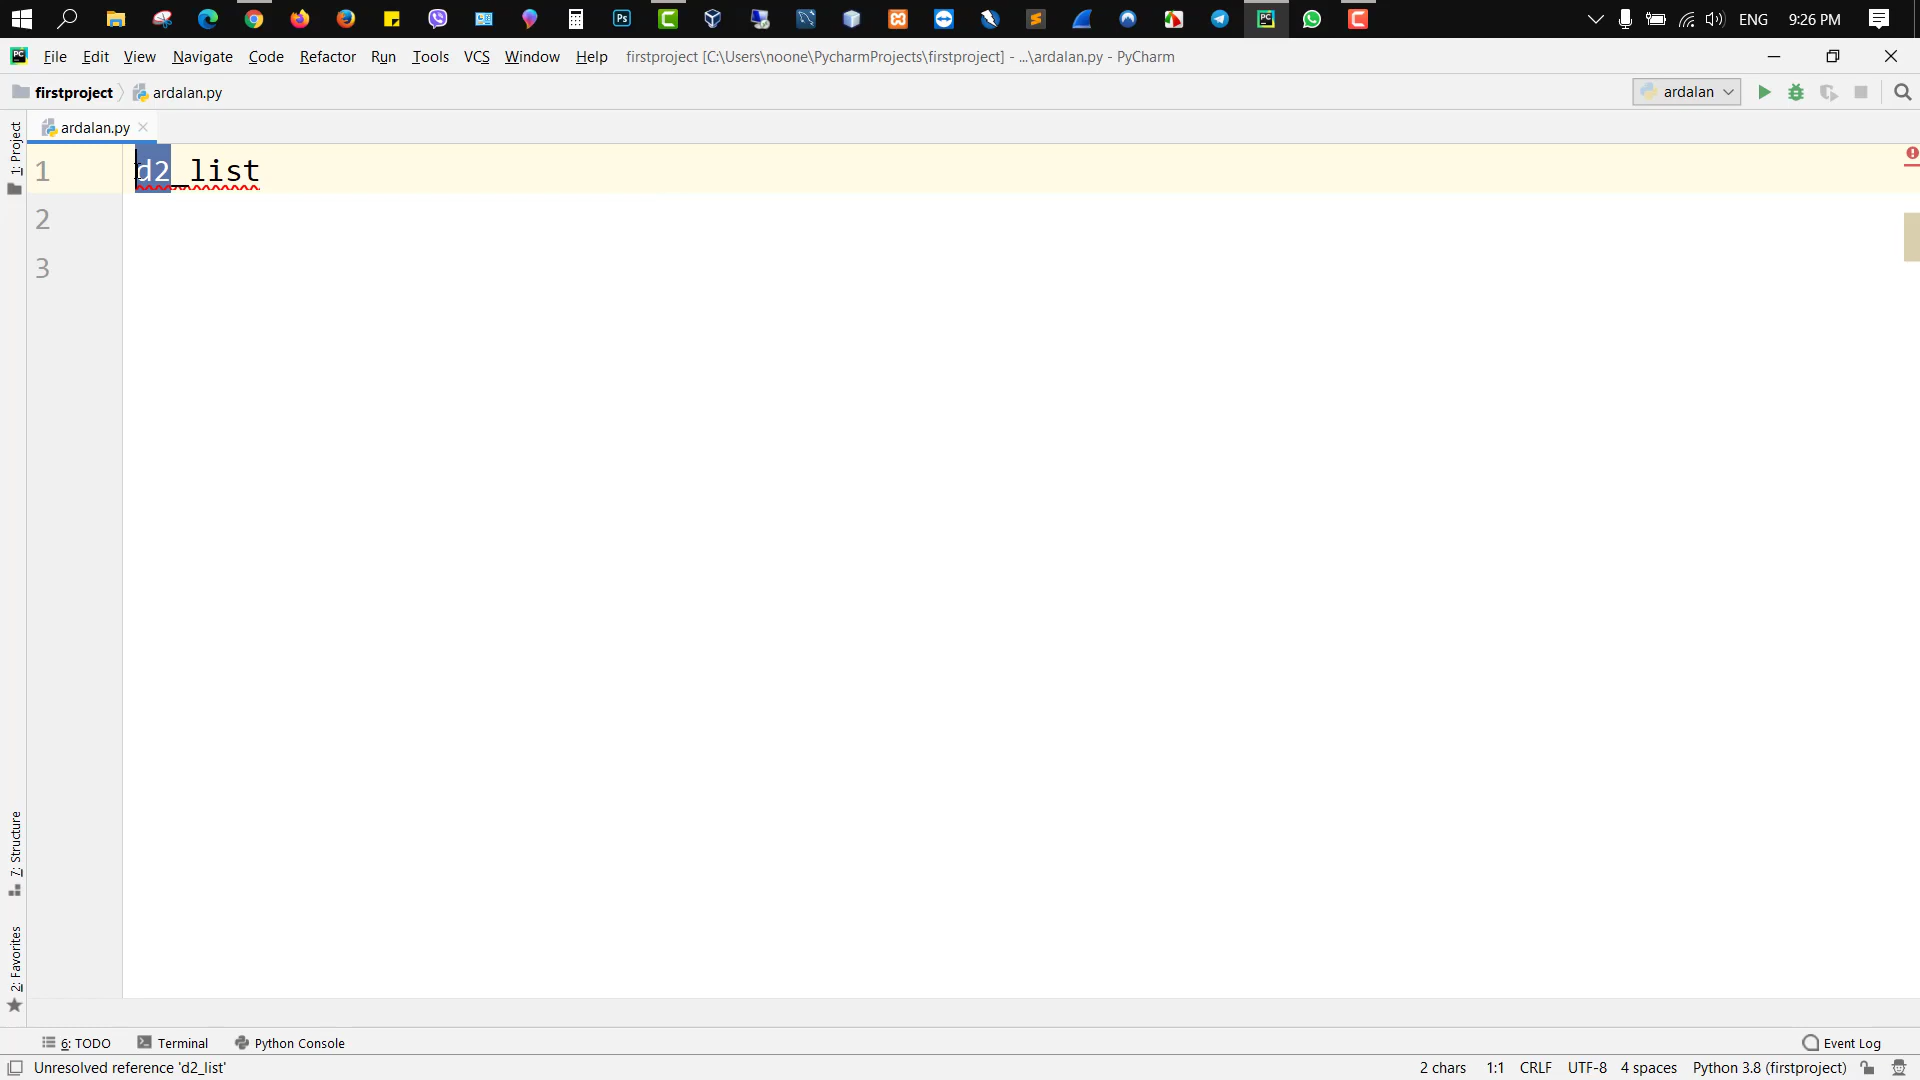 ENG
9:26 PM
File Edit View Navigate Code Refactor Run Tools VCS Window Help firstproject [C:\Users\noone\PycharmProjects\firstproject] - ...\ardalan.py - PyCharm
firstproject ardalan.py
ardalan
ardalan.py
1: Project
1 d2_list
2
3
7: Structure
2: Favorites
6: TODO Terminal Python Console Event Log
Unresolved reference 'd2_list' 2 chars 1:1 CRLF UTF-8 4 spaces Python 3.8 (firstproject)